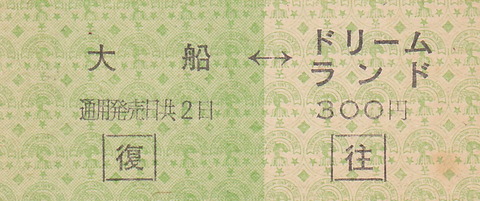 大船 ↔ ドリーム
ランド
通用発売日共2日 300円
復 往